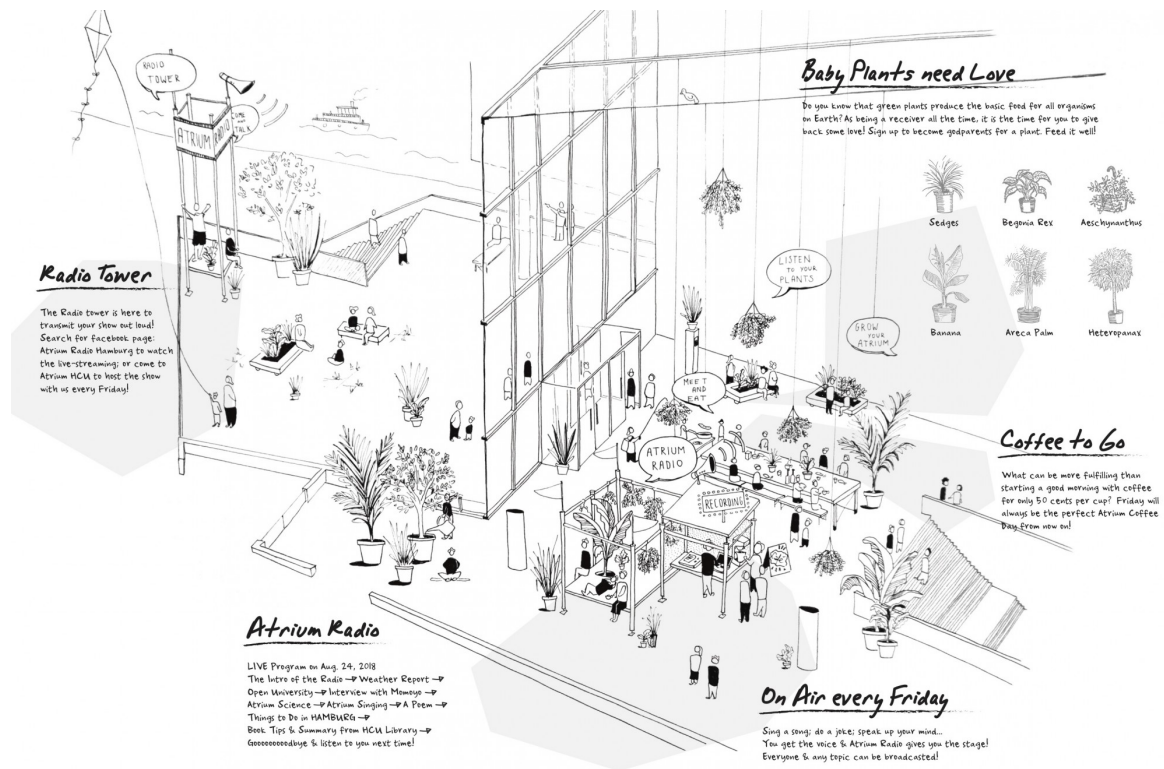 RADIO
TOWER
COME
AND
TALK
ATRIUM RADIO
Baby Plants need Love
Do you know that green plants produce the basic food for all organisms
on Earth? As being a receiver all the time, it is the time for you to give
back some love! Sign up to become godparents for a plant. Feed it well!
Sedges
Begonia Rex
Aeschynanthus
Banana
Areca Palm
Heteropanax
LISTEN
TO YOUR
PLANTS
GROW
YOUR
ATRIUM
Radio Tower
The Radio tower is here to
transmit your show out loud!
Search for facebook page:
Atrium Radio Hamburg to watch
the live-streaming; or come to
Atrium HCU to host the show
with us every Friday!
MEET
AND
EAT
ATRIUM
RADIO
RECORDING
Coffee to Go
What can be more fulfilling than
starting a good morning with coffee
for only 50 cents per cup? Friday will
always be the perfect Atrium Coffee
Day from now on!
Atrium Radio
LIVE Program on Aug. 24, 2018
The Intro of the Radio → Weather Report →
Open University → Interview with Momoyo →
Atrium Science → Atrium Singing → A Poem →
Things to Do in HAMBURG →
Book Tips & Summary from HCU Library →
Gooooooooodbye & listen to you next time!
On Air every Friday
Sing a song; do a joke; speak up your mind...
You get the voice & Atrium Radio gives you the stage!
Everyone & any topic can be broadcasted!